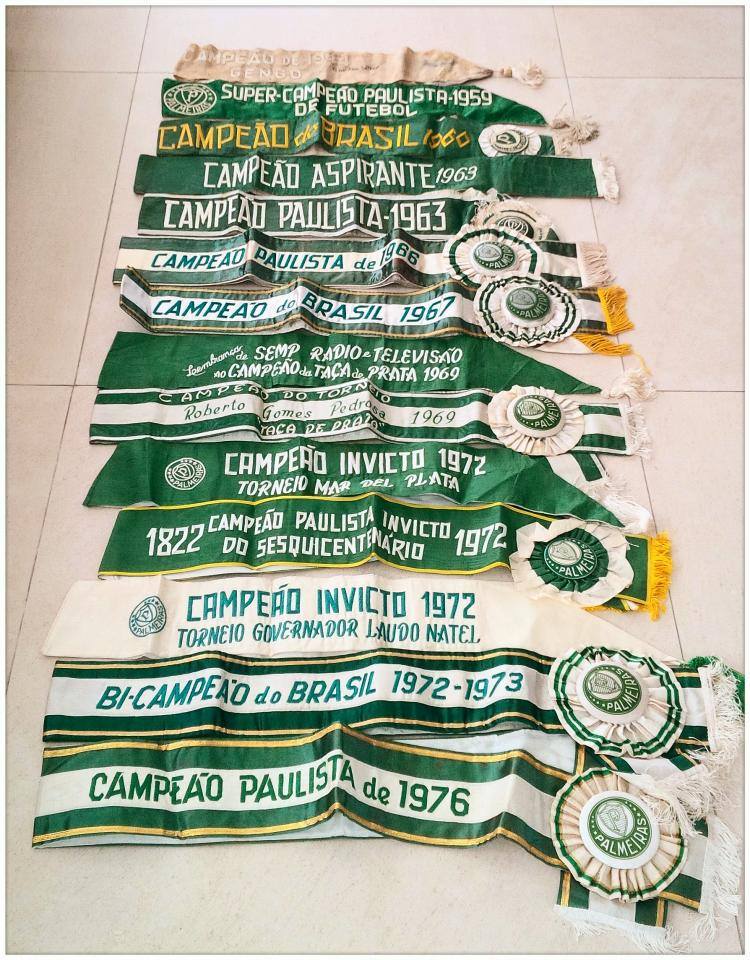 CAMPEAO DE
GENGO
PALMEIRAS
SUPER-CAMPEÃO PAULISTA-1959
DE FUTEBOL
CAMPEÃO do BRASIL 1960
CAMPEÃO ASPIRANTE 1963
CAMPEÃO PAULISTA-1963
CAMPEÃO PAULISTA de 1966
PALMEIRAS
CAMPEÃO do BRASIL 1967
PALMEIRAS
Leembrança de SEMP RADIO e TELEVISÃO
AO CAMPEÃO da TAÇA de PRATA 1969
CAMPEÃO DO TORNEIO
Roberto Gomes Pedrosa 1969
TAÇA DE PRATA"
PALMEIRAS
PALMEIRAS
CAMPEÃO INVICTO 1972
TORNEIO MAR DEL PLATA
1822 CAMPEÃO PAULISTA INVICTO 1972
DO SESQUICENTENÁRIO
PALMEIRAS
PALMEIRAS
CAMPEÃO INVICTO 1972
TORNEIO GOVERNADOR LAUDO NATEL
BI-CAMPEÃO do BRASIL 1972-1973
PALMEIRAS
CAMPEÃO PAULISTA de 1976
PALMEIRAS